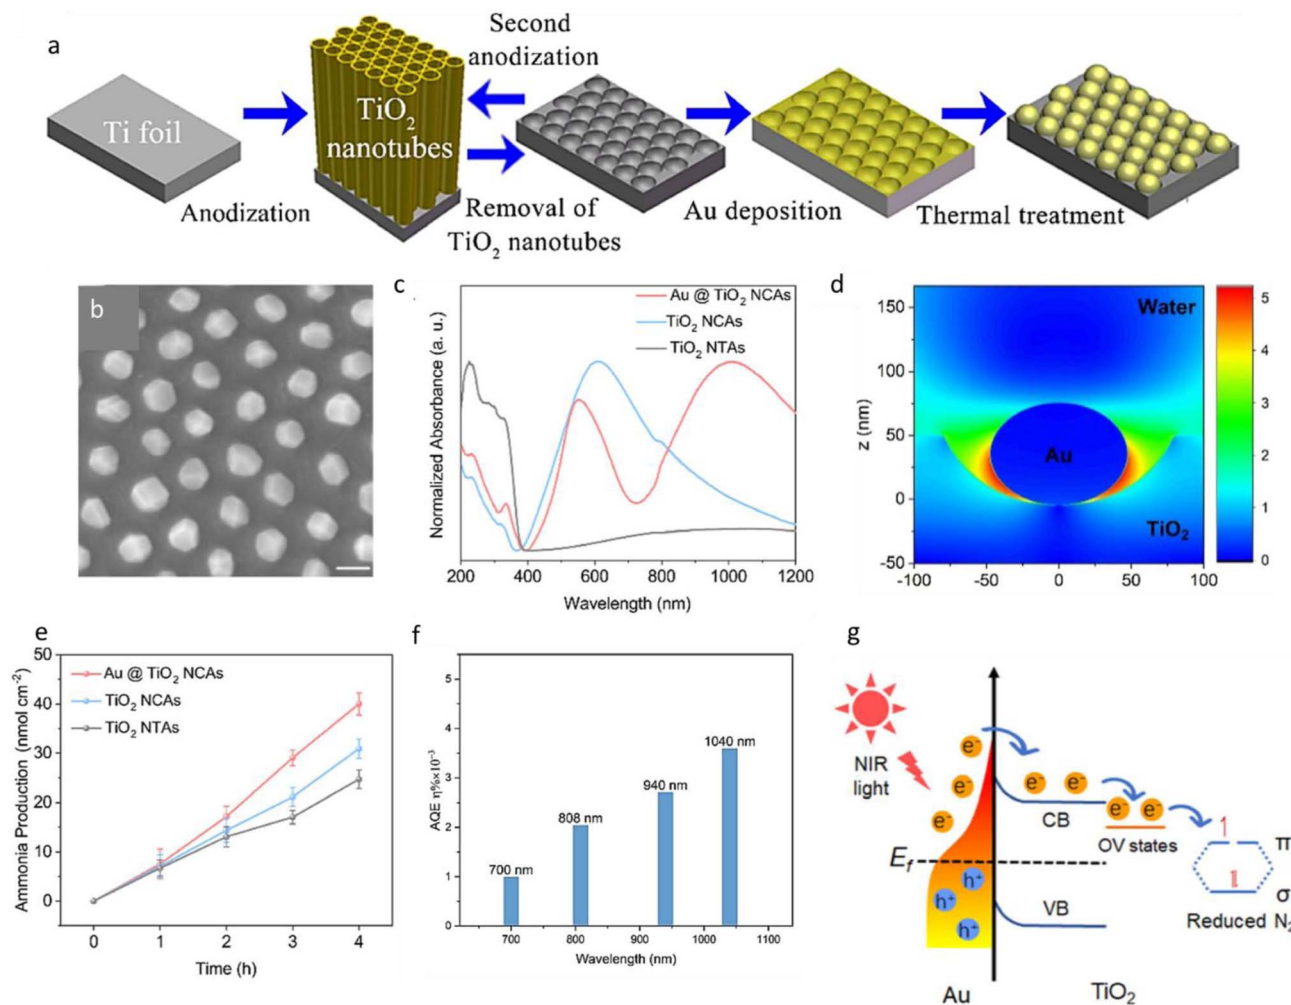 a
Ti foil
Anodization
TiO₂
nanotubes
Second
anodization
Removal of
TiO₂ nanotubes
Au deposition
Thermal treatment
b
c
Au @ TiO₂ NCAs
TiO₂ NCAs
TiO₂ NTAs
Normalized Absorbance (a. u.)
200 400 600 800 1000 1200
Wavelength (nm)
d
Water
Au
TiO₂
z (nm)
150
100
50
0
-50
-100 -50 0 50 100
5
4
3
2
1
0
e
Au @ TiO₂ NCAs
TiO₂ NCAs
TiO₂ NTAs
Ammonia Production (nmol cm⁻²)
50
40
30
20
10
0
0 1 2 3 4
Time (h)
f
AQE η%×10⁻³
5
4
3
2
1
0
700 nm
808 nm
940 nm
1040 nm
700 800 900 1000 1100
Wavelength (nm)
g
NIR
light
e⁻
e⁻
e⁻
e⁻ e⁻
e⁻ e⁻
CB
OV states
E_f
h⁺
h⁺
h⁺
VB
π
σ
Reduced N₂
Au
TiO₂